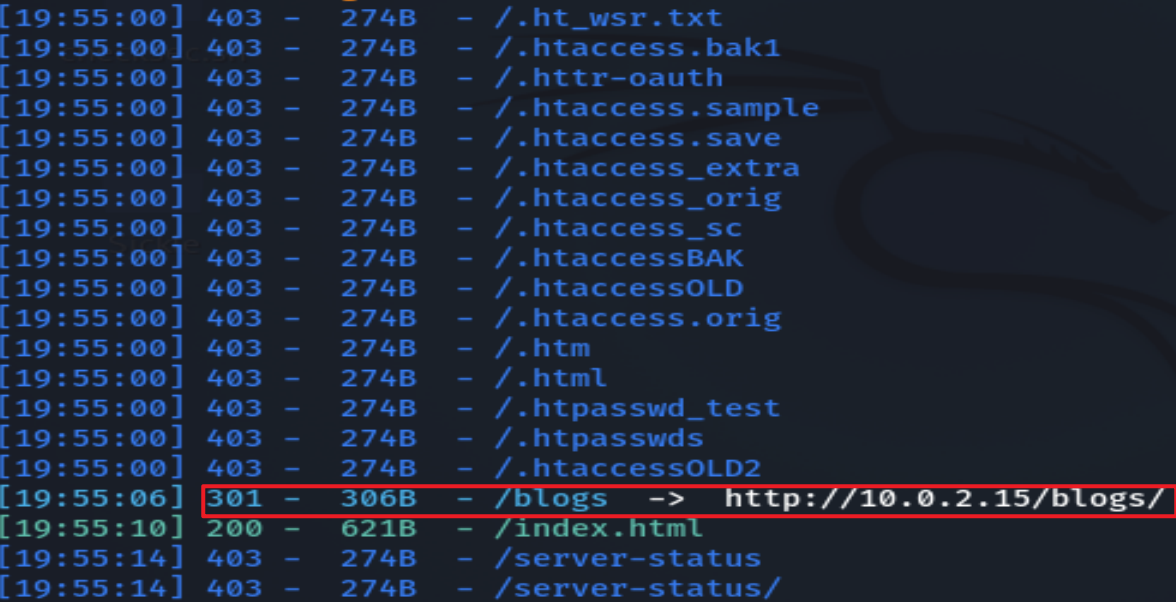 [19:55:00] 403 -  274B  - /.ht_wsr.txt
[19:55:00] 403 -  274B  - /.htaccess.bak1
[19:55:00] 403 -  274B  - /.httr-oauth
[19:55:00] 403 -  274B  - /.htaccess.sample
[19:55:00] 403 -  274B  - /.htaccess.save
[19:55:00] 403 -  274B  - /.htaccess_extra
[19:55:00] 403 -  274B  - /.htaccess_orig
[19:55:00] 403 -  274B  - /.htaccess_sc
[19:55:00] 403 -  274B  - /.htaccessBAK
[19:55:00] 403 -  274B  - /.htaccessOLD
[19:55:00] 403 -  274B  - /.htaccess.orig
[19:55:00] 403 -  274B  - /.htm
[19:55:00] 403 -  274B  - /.html
[19:55:00] 403 -  274B  - /.htpasswd_test
[19:55:00] 403 -  274B  - /.htpasswds
[19:55:00] 403 -  274B  - /.htaccessOLD2
[19:55:06] 301 -  306B  - /blogs  ->  http://10.0.2.15/blogs/
[19:55:10] 200 -  621B  - /index.html
[19:55:14] 403 -  274B  - /server-status
[19:55:14] 403 -  274B  - /server-status/